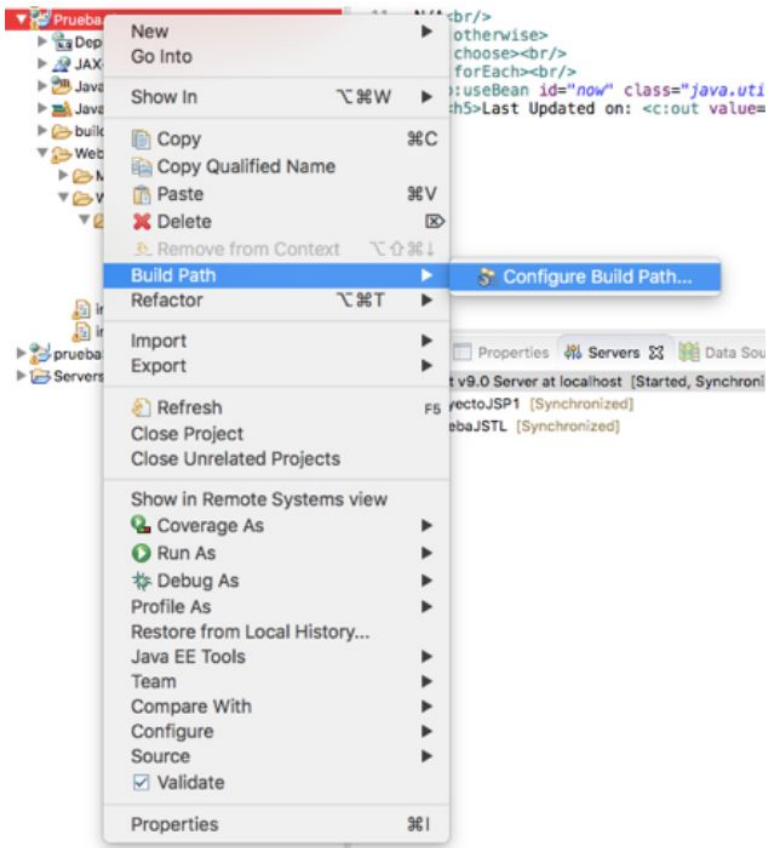 Prueba
Dep
JAX
Java
Java
build
Web
M
W
ir
ir
prueba
Servers
New
Go Into
Show In ⌥⌘W
Copy ⌘C
Copy Qualified Name
Paste ⌘V
Delete ⌦
Remove from Context ⌥⇧⌘↓
Build Path
Refactor ⌥⌘T
Import
Export
Refresh F5
Close Project
Close Unrelated Projects
Show in Remote Systems view
Coverage As
Run As
Debug As
Profile As
Restore from Local History...
Java EE Tools
Team
Compare With
Configure
Source
Validate
Properties ⌘I
Configure Build Path...
<br/>
otherwise>
choose><br/>
forEach><br/>
:useBean id="now" class="java.uti
h5>Last Updated on: <c:out value=
Properties Servers Data Sou
t v9.0 Server at localhost [Started, Synchroni
yectoJSP1 [Synchronized]
ebaJSTL [Synchronized]